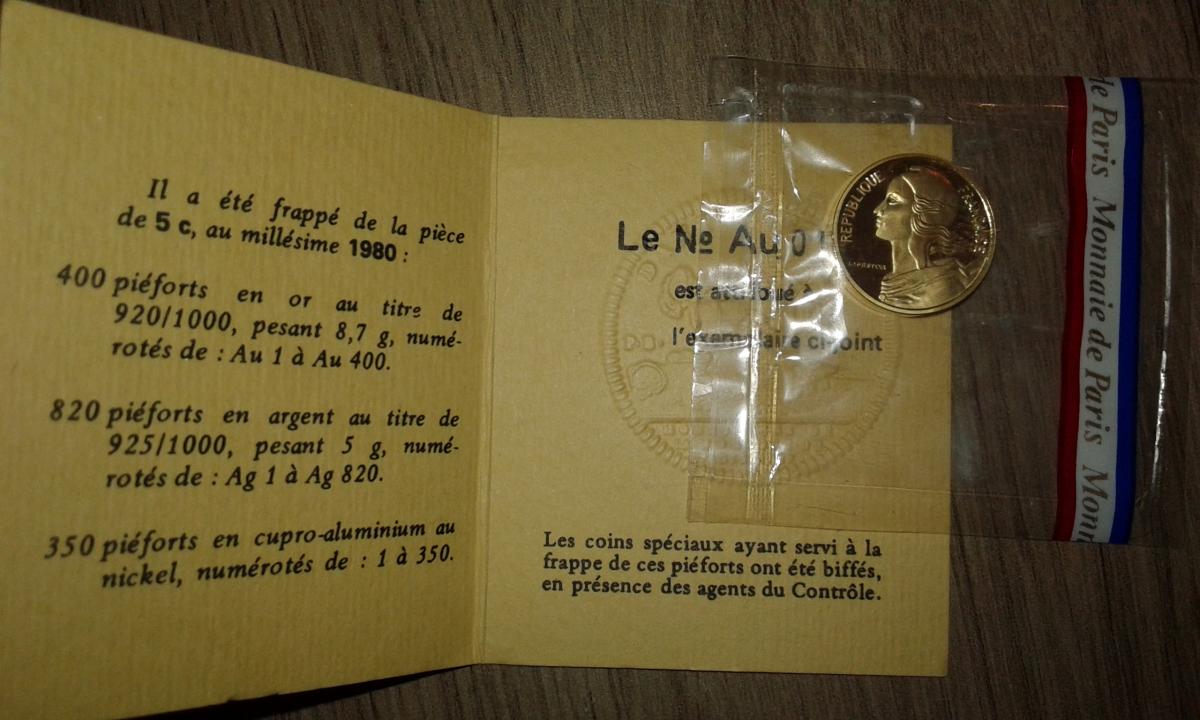 Il a été frappé de la pièce
de 5 c, au millésime 1980 :
400 piéforts en or au titre de
920/1000, pesant 8,7 g, numé-
rotés de : Au 1 à Au 400.
820 piéforts en argent au titre de
925/1000, pesant 5 g, numé-
rotés de : Ag 1 à Ag 820.
350 piéforts en cupro-aluminium au
nickel, numérotés de : 1 à 350.
Le No Au
est attribué à
l'exemplaire ci-joint
Les coins spéciaux ayant servi à la
frappe de ces piéforts ont été biffés,
en présence des agents du Contrôle.
REPUBLIQUE FRANÇAISE
de Paris Monnaie de Paris Monn